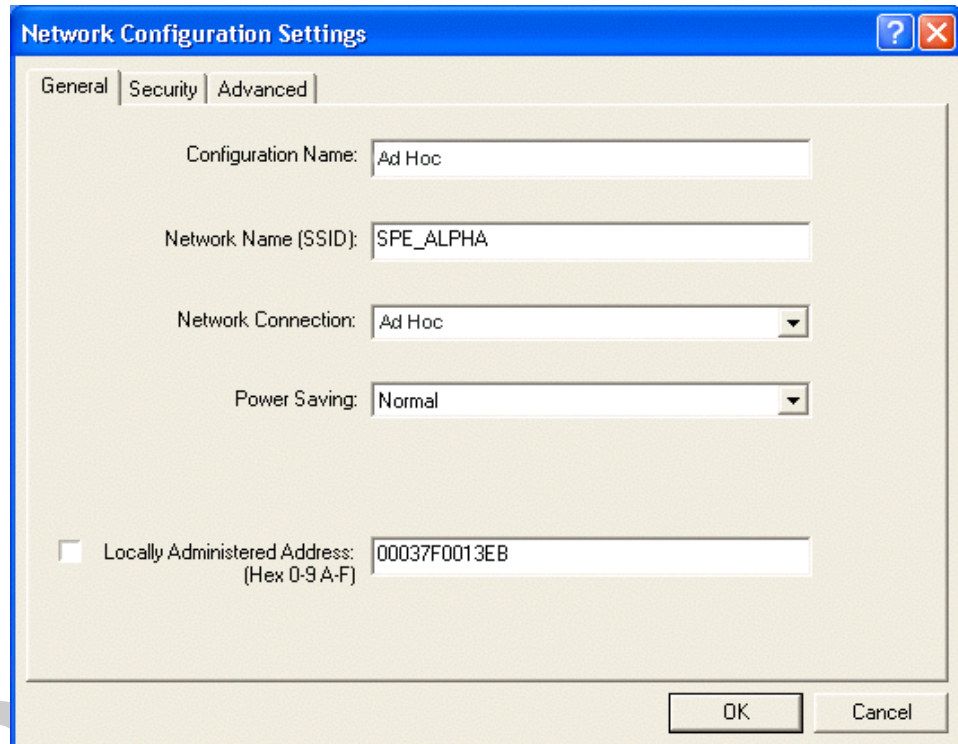 Network Configuration Settings
?
General Security Advanced
Configuration Name: Ad Hoc
Network Name (SSID): SPE_ALPHA
Network Connection: Ad Hoc
Power Saving: Normal
Locally Administered Address: 00037F0013EB
(Hex 0-9 A-F)
OK Cancel